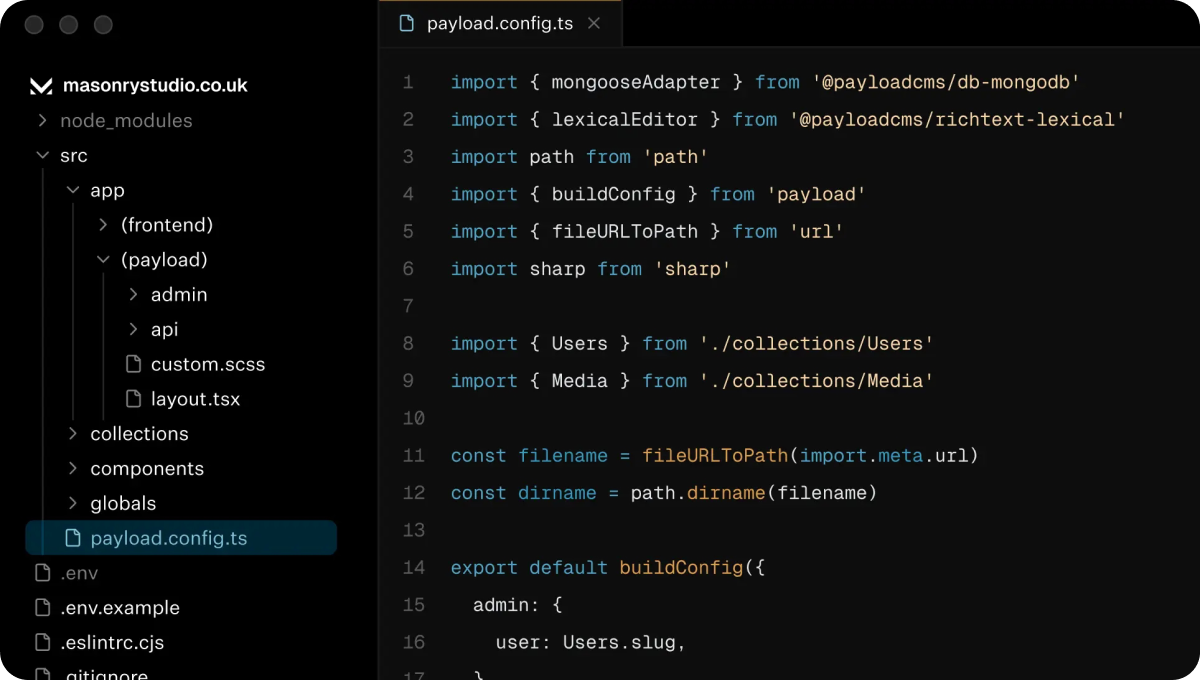 payload.config.ts
masonrystudio.co.uk
node_modules
src
app
(frontend)
(payload)
admin
api
custom.scss
layout.tsx
collections
components
globals
payload.config.ts
.env
.env.example
.eslintrc.cjs
.gitignore
1 import { mongooseAdapter } from '@payloadcms/db-mongodb'
2 import { lexicalEditor } from '@payloadcms/richtext-lexical'
3 import path from 'path'
4 import { buildConfig } from 'payload'
5 import { fileURLToPath } from 'url'
6 import sharp from 'sharp'
7
8 import { Users } from './collections/Users'
9 import { Media } from './collections/Media'
10
11 const filename = fileURLToPath(import.meta.url)
12 const dirname = path.dirname(filename)
13
14 export default buildConfig({
15 admin: {
16 user: Users.slug,
17 }